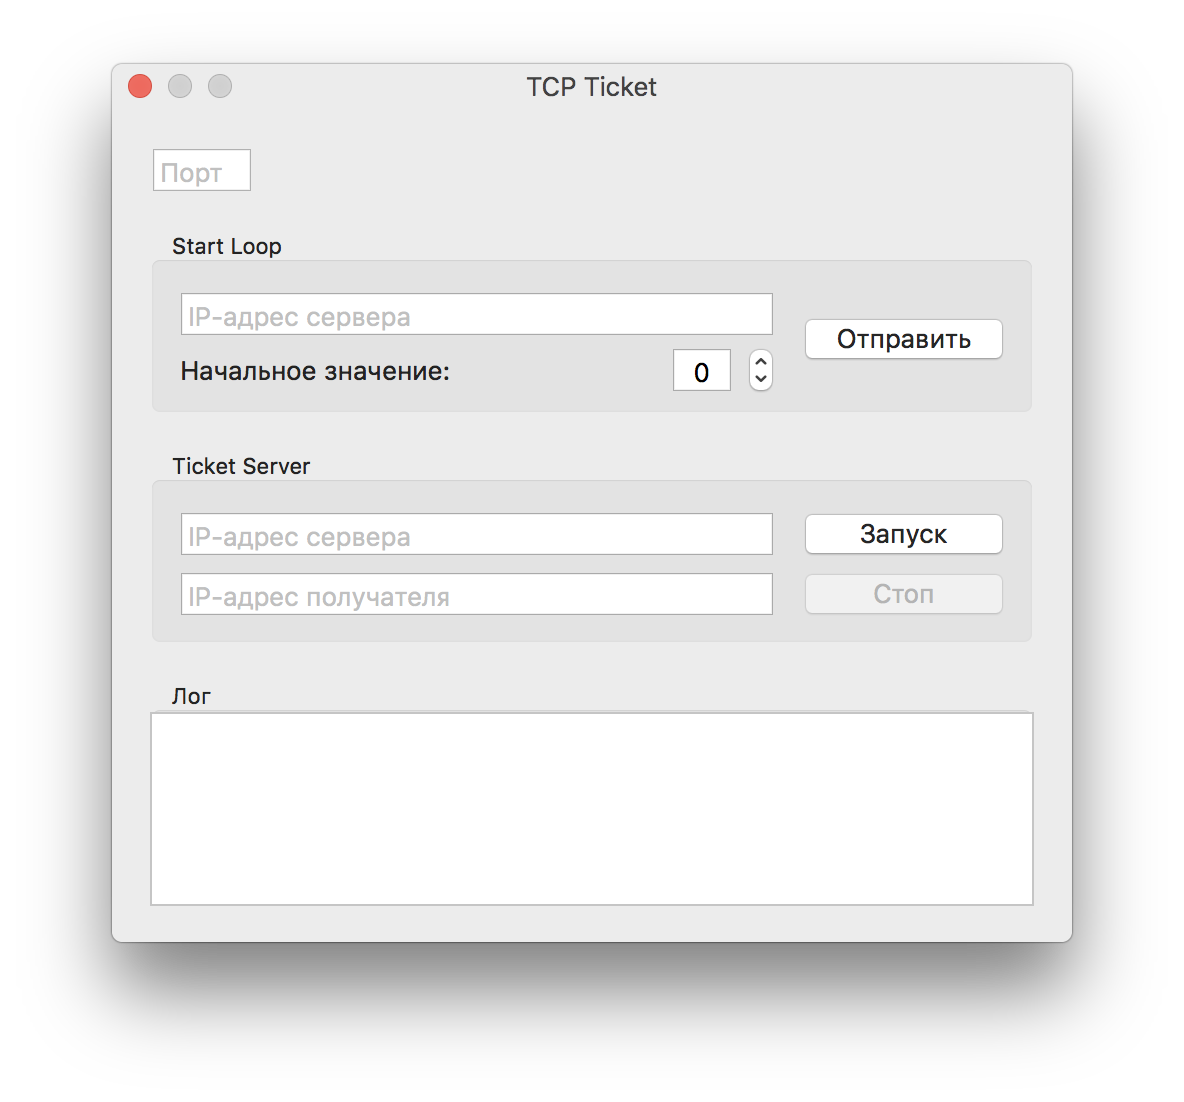 TCP Ticket
Порт
Start Loop
IP-адрес сервера
Отправить
Начальное значение:
0
Ticket Server
IP-адрес сервера
Запуск
IP-адрес получателя
Стоп
Лог